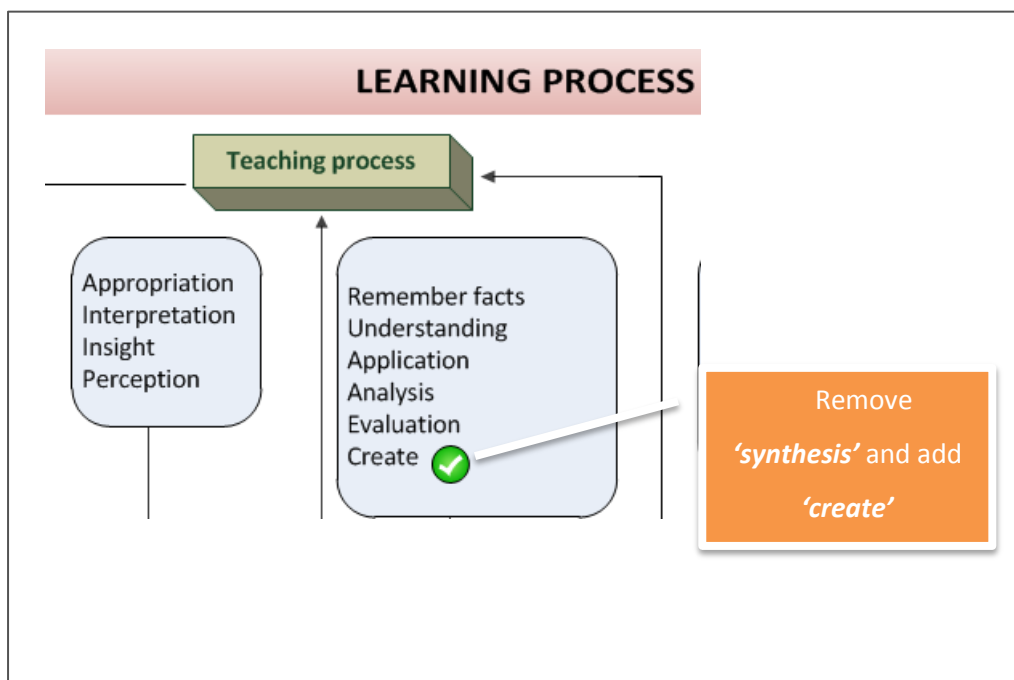 LEARNING PROCESS
Teaching process
Appropriation
Interpretation
Insight
Perception
Remember facts
Understanding
Application
Analysis
Evaluation
Create
Remove
‘synthesis’ and add
‘create’